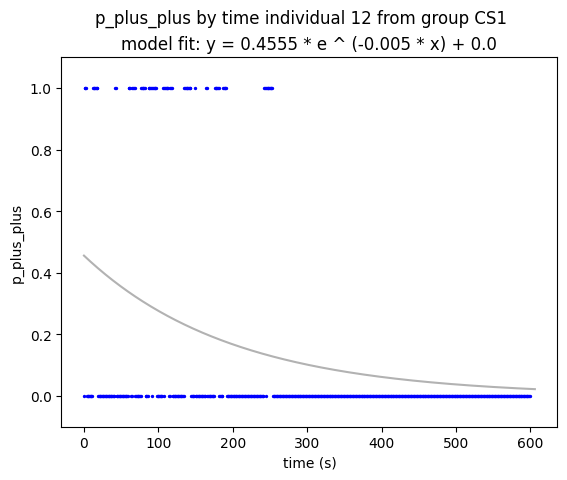 p_plus_plus by time individual 12 from group CS1
model fit: y = 0.4555 * e ^ (-0.005 * x) + 0.0
1.0
0.8
0.6
0.4
0.2
0.0
p_plus_plus
0 100 200 300 400 500 600
time (s)